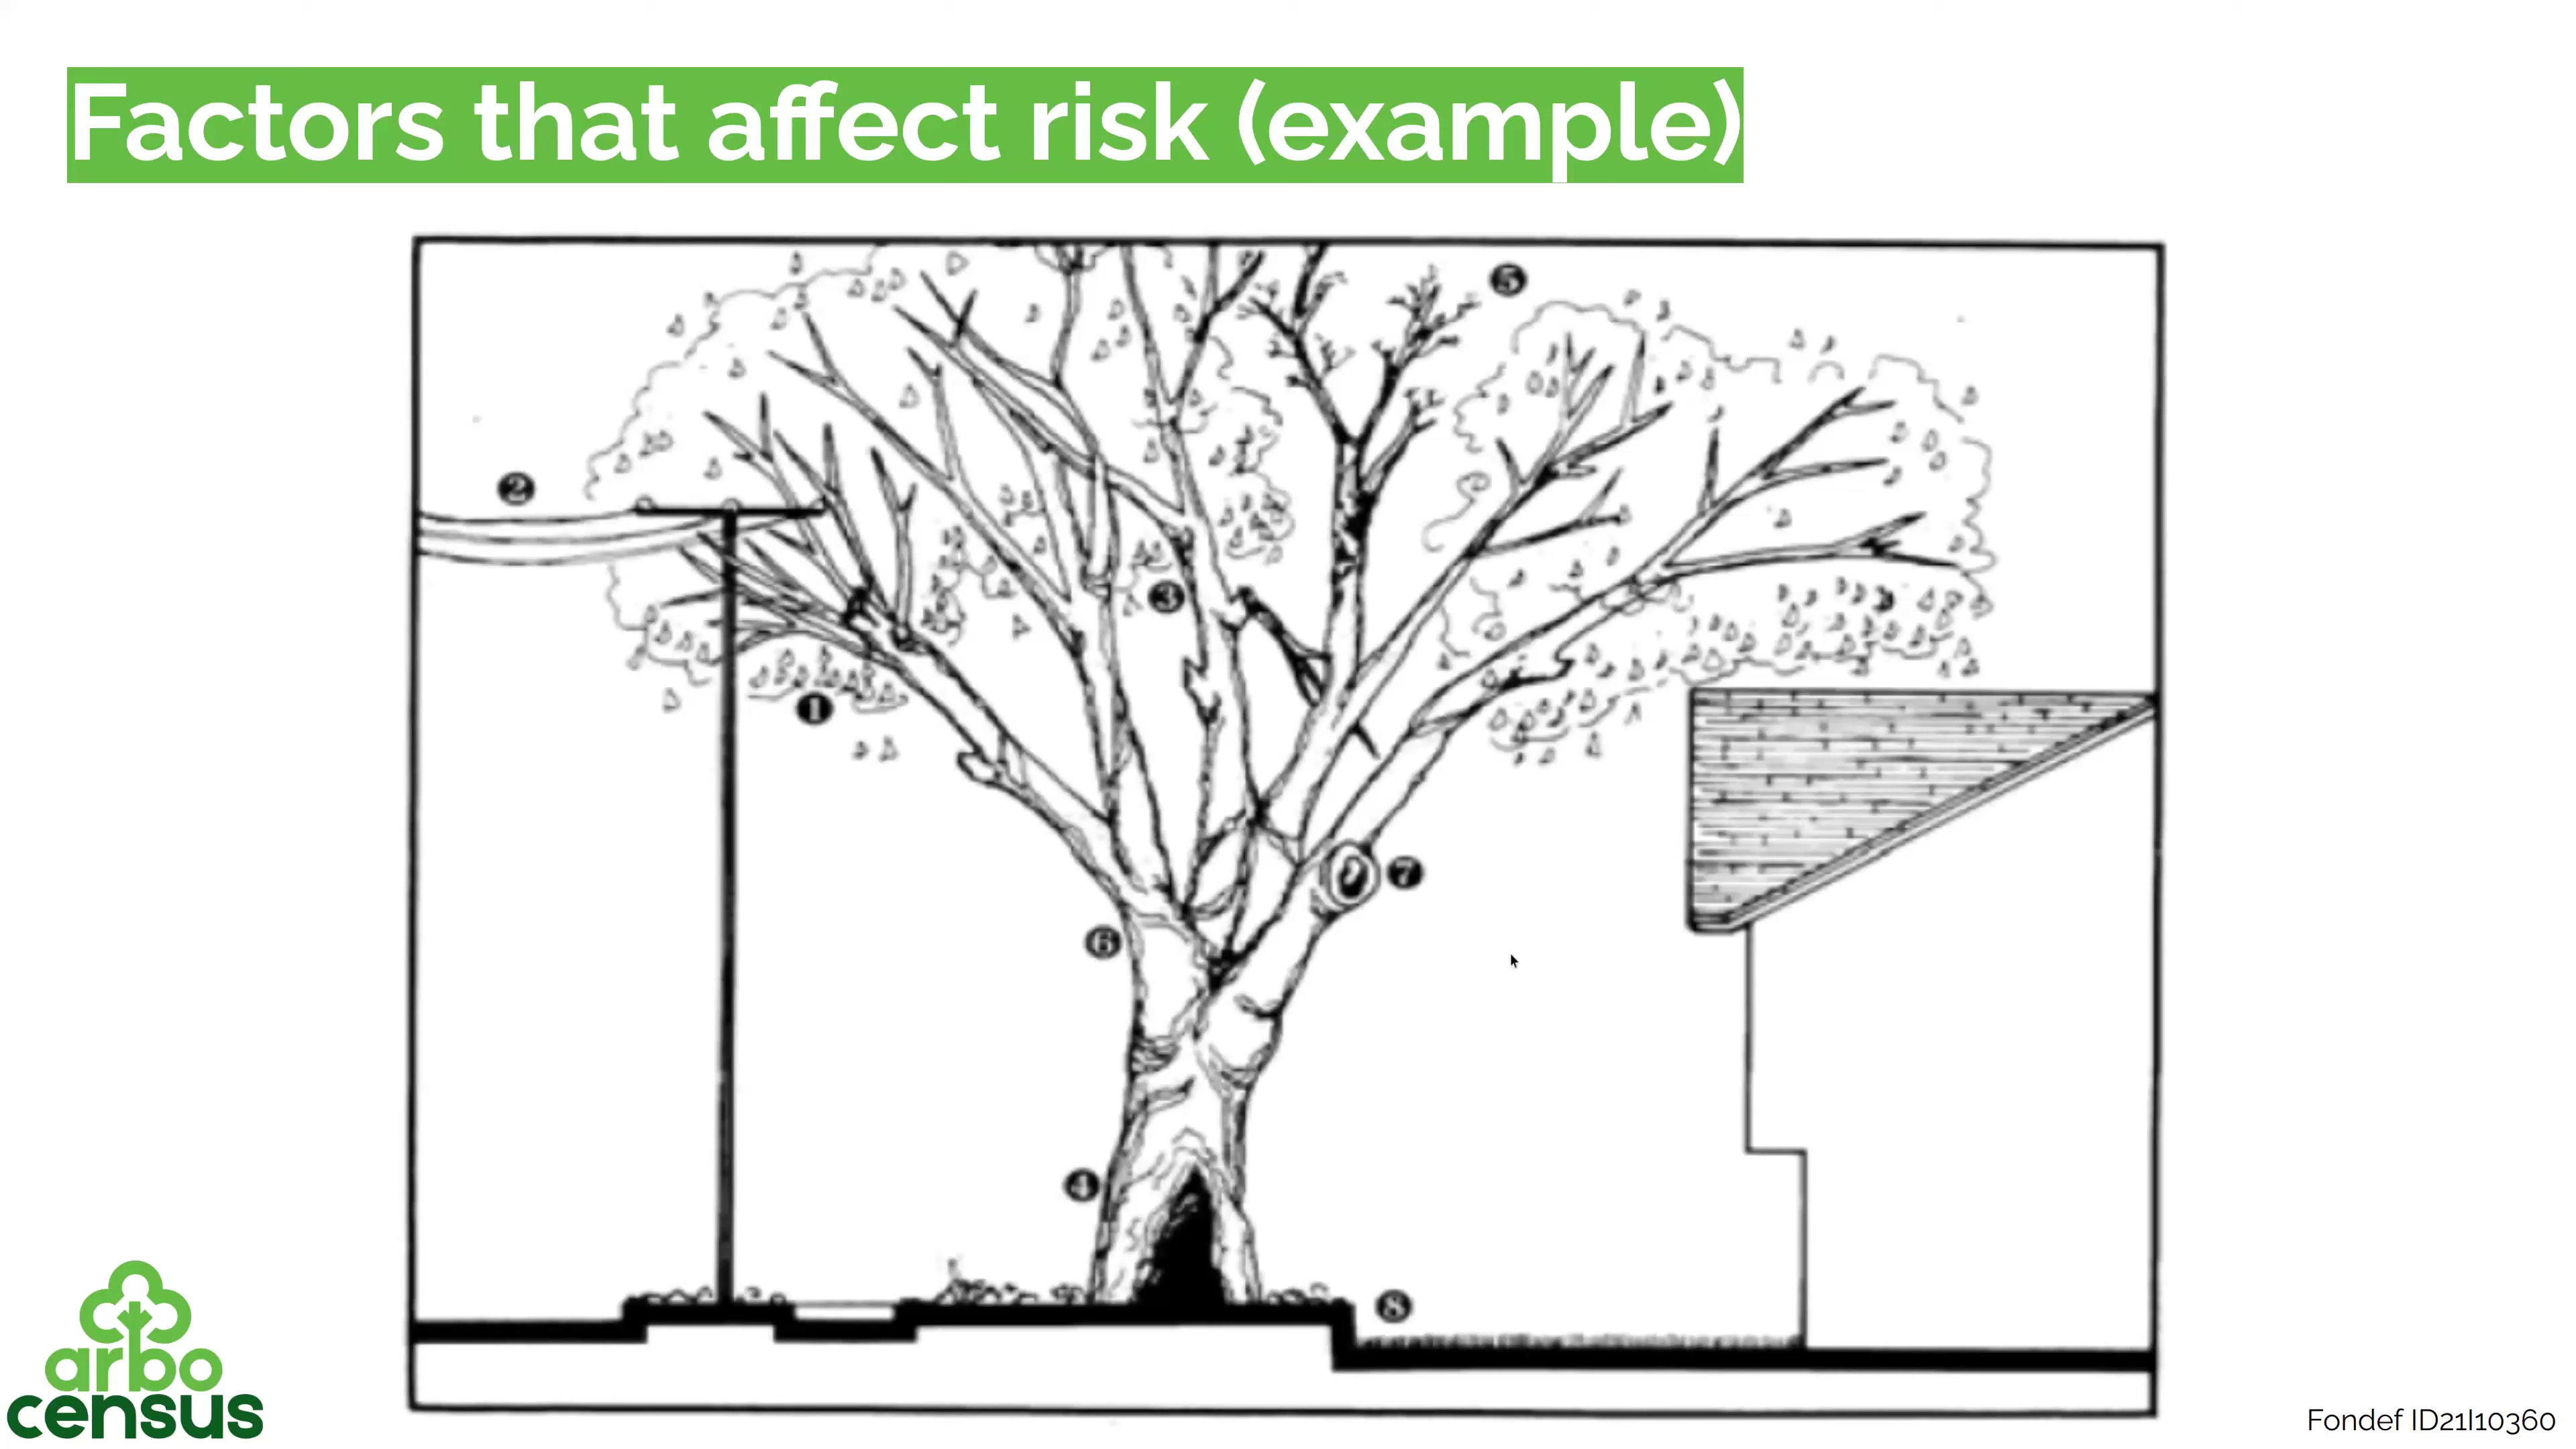 Factors that affect risk (example)
5
2
3
1
7
6
4
8
arbo
census
Fondef ID21I10360